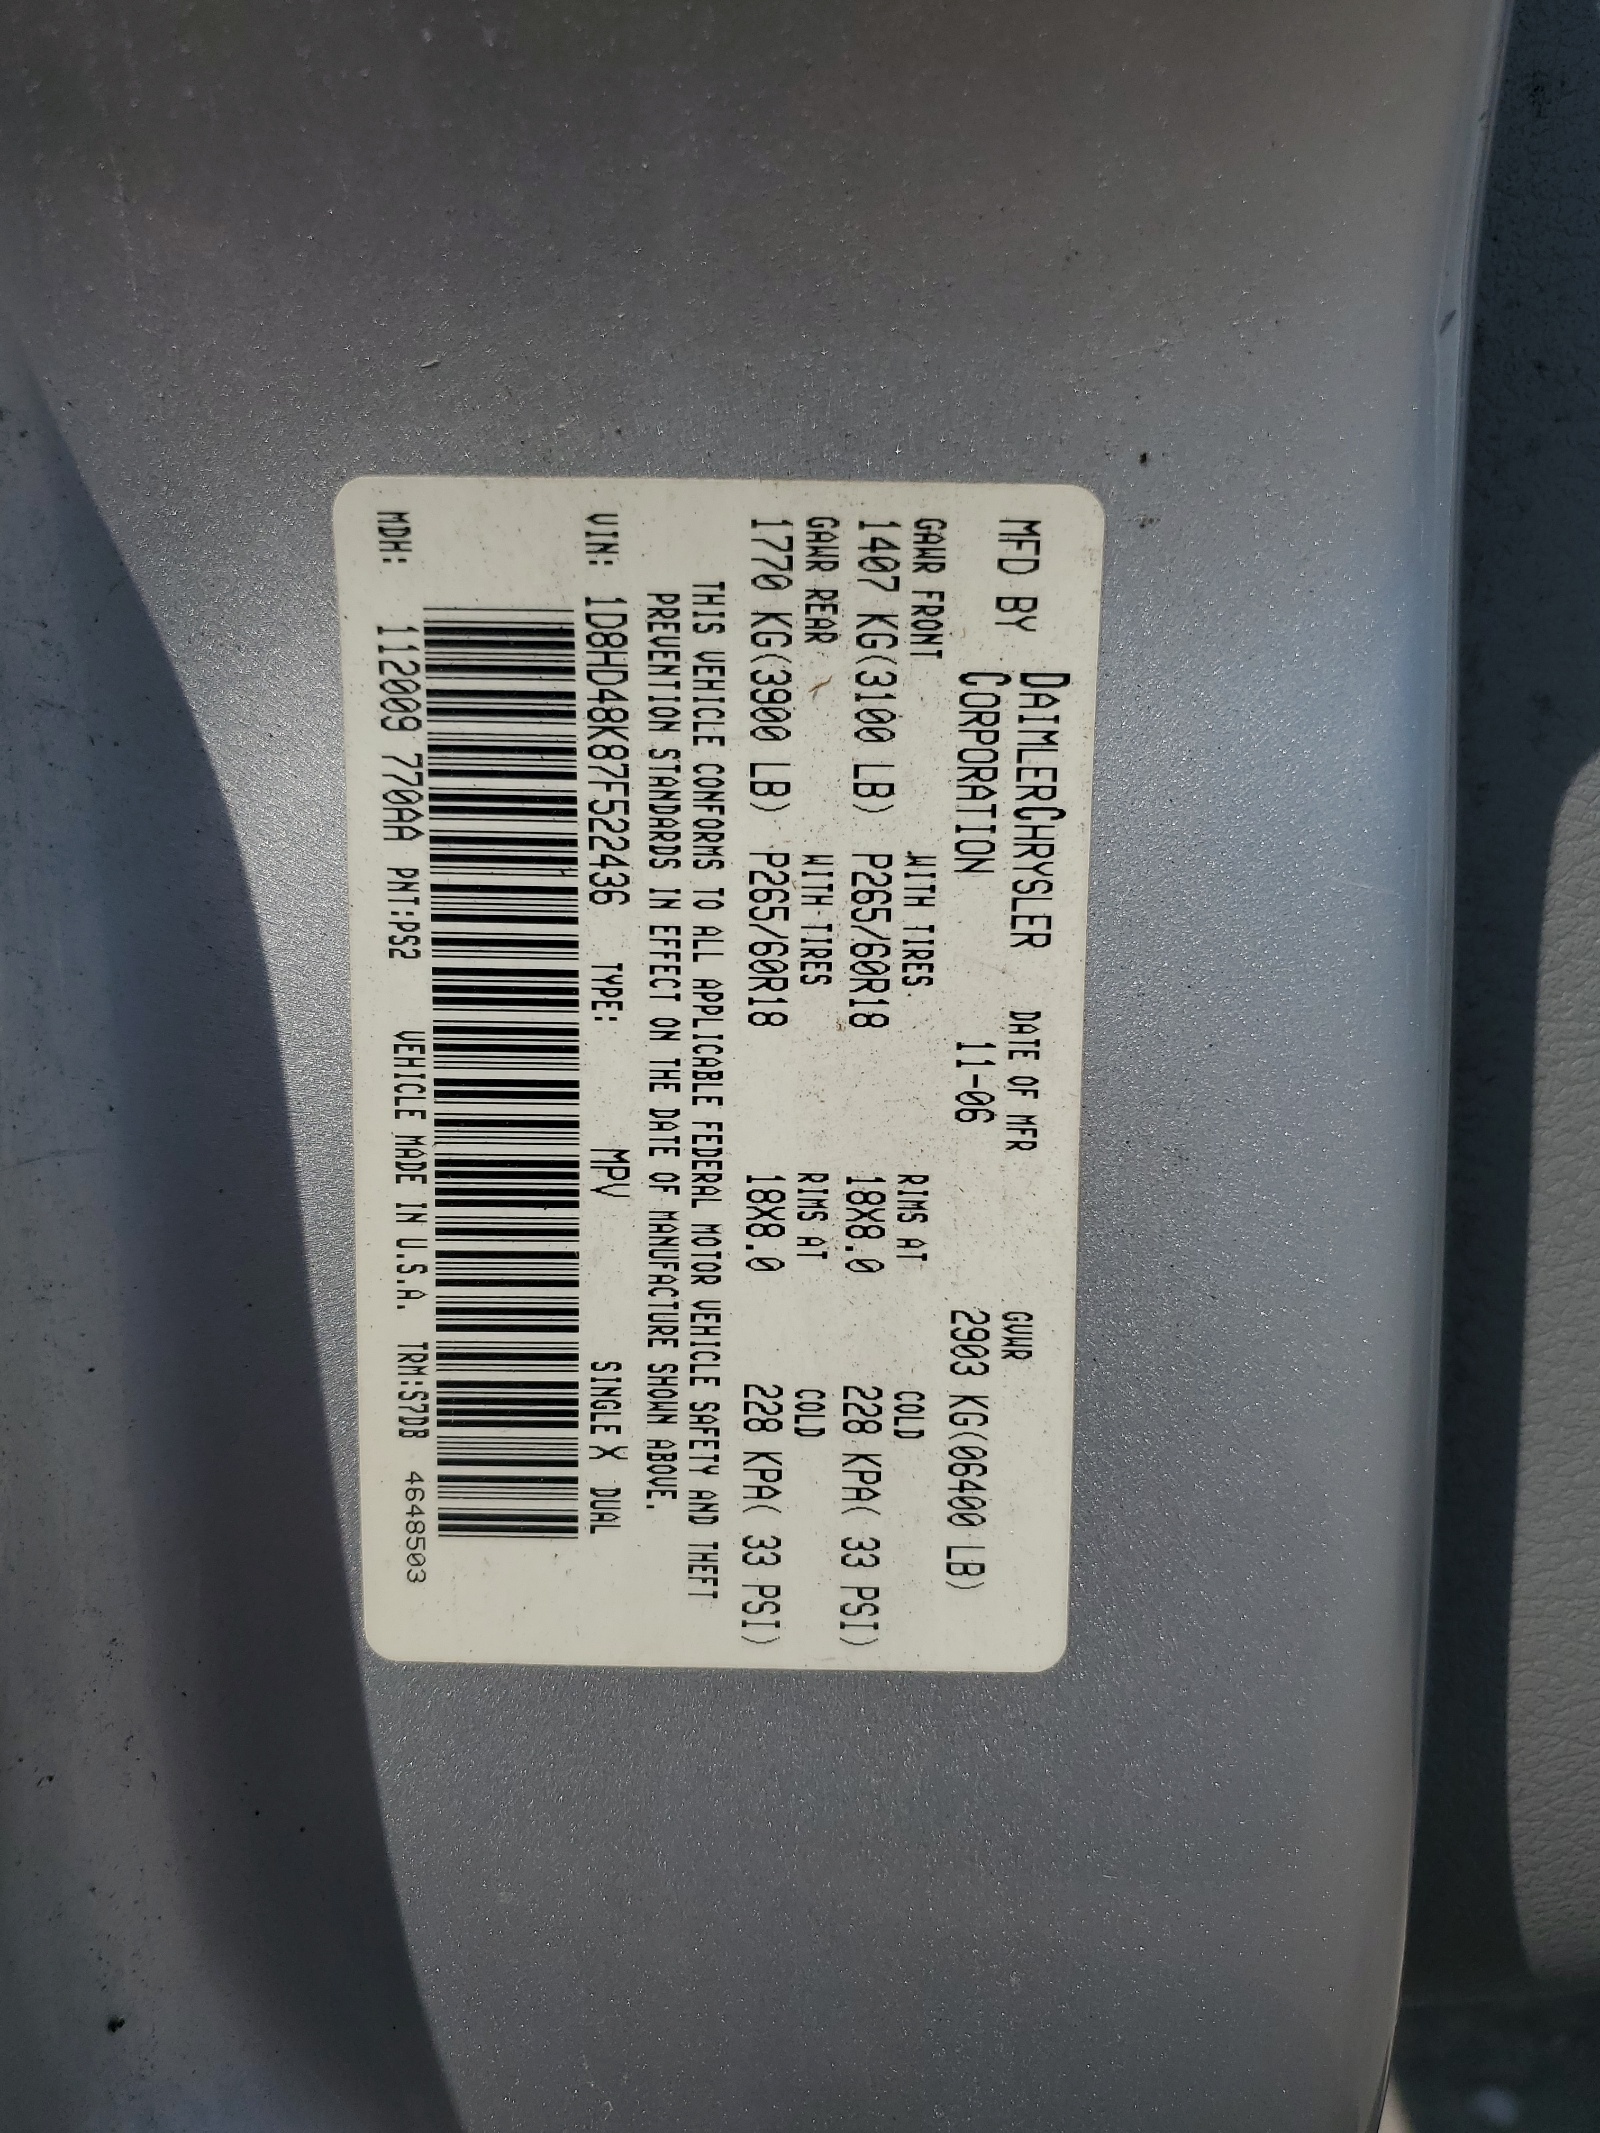 MFD BY DAIMLERCHRYSLER CORPORATION DATE OF MFR 11-06 GVWR 2903 KG(06400 LB)
GAWR FRONT WITH TIRES RIMS AT COLD
1407 KG(3100 LB) P265/60R18 18X8.0 228 KPA( 33 PSI)
GAWR REAR WITH TIRES RIMS AT COLD
1770 KG(3900 LB) P265/60R18 18X8.0 228 KPA( 33 PSI)
THIS VEHICLE CONFORMS TO ALL APPLICABLE FEDERAL MOTOR VEHICLE SAFETY AND THEFT
PREVENTION STANDARDS IN EFFECT ON THE DATE OF MANUFACTURE SHOWN ABOVE.
VIN: 1D8HD48K87F522436 TYPE: MPV SINGLE X DUAL
MDH: 112009 770AA PNT:PS2 VEHICLE MADE IN U.S.A. TRM:S7DB 4648503